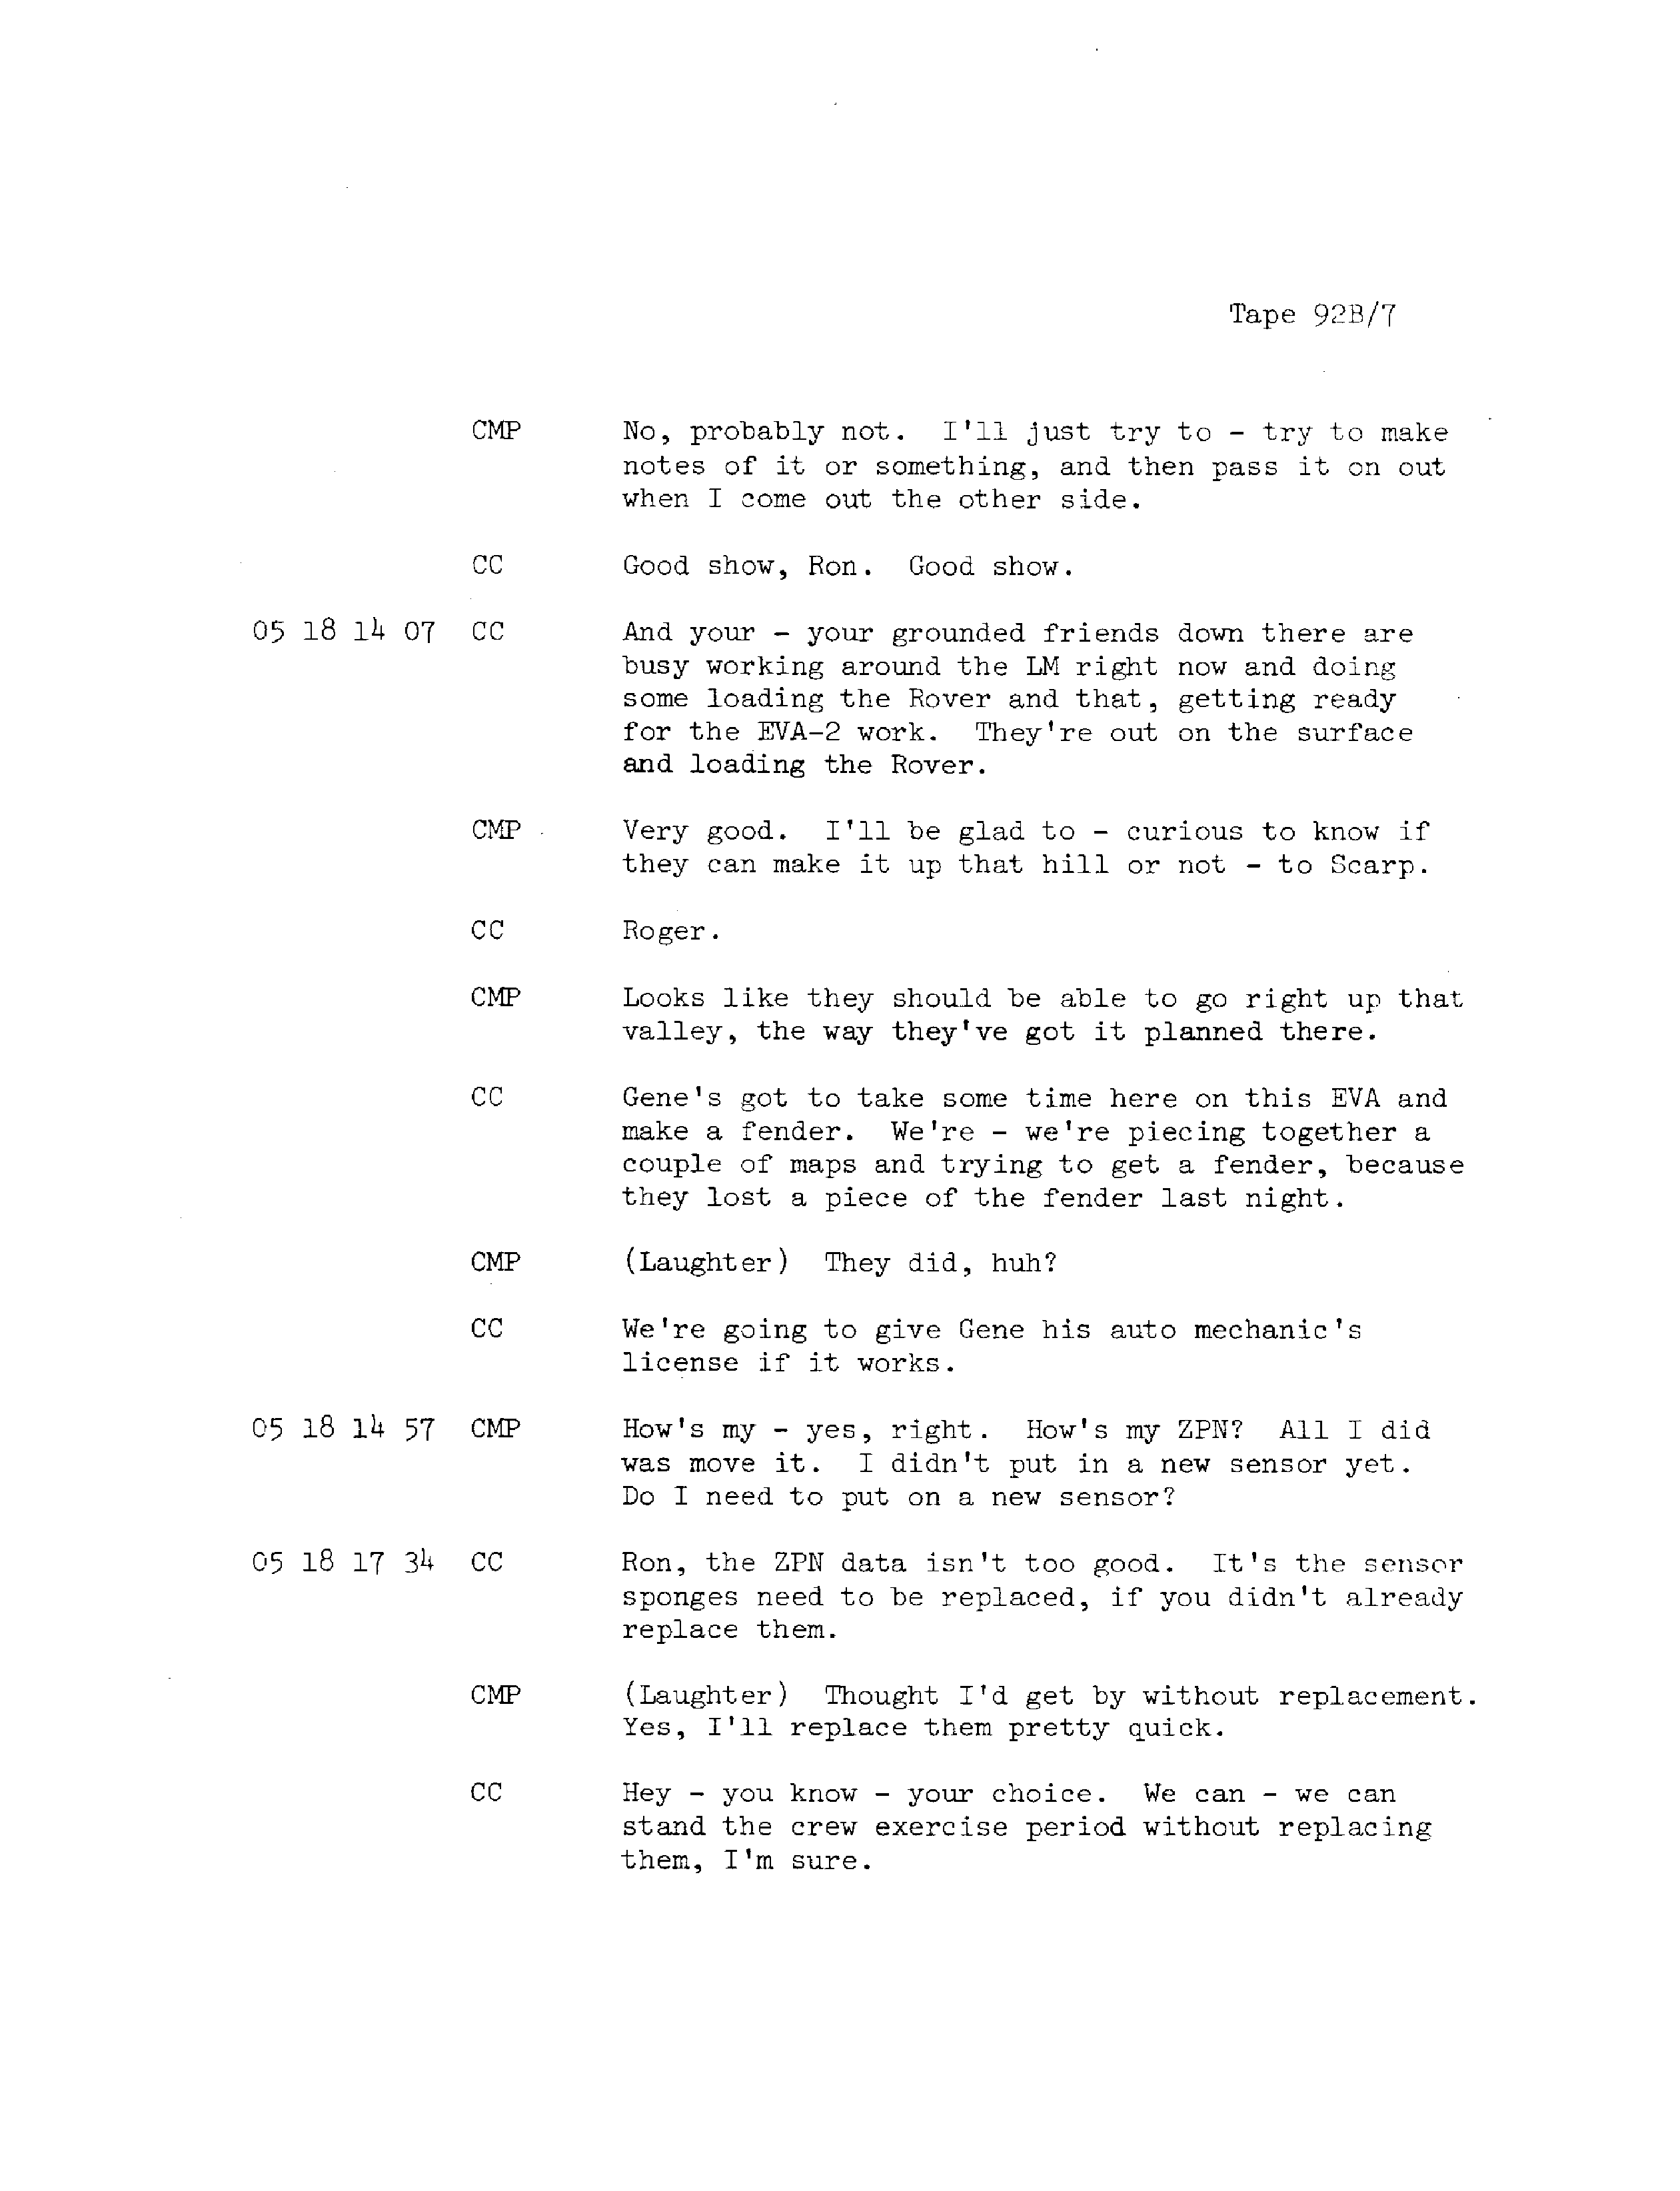 Tape 92B/7
CMP No, probably not. I'll just try to - try to make
notes of it or something, and then pass it on out
when I come out the other side.
CC Good show, Ron. Good show.
05 18 14 07 CC And your - your grounded friends down there are
busy working around the LM right now and doing
some loading the Rover and that, getting ready
for the EVA-2 work. They're out on the surface
and loading the Rover.
CMP Very good. I'll be glad to - curious to know if
they can make it up that hill or not - to Scarp.
CC Roger.
CMP Looks like they should be able to go right up that
valley, the way they've got it planned there.
CC Gene's got to take some time here on this EVA and
make a fender. We're - we're piecing together a
couple of maps and trying to get a fender, because
they lost a piece of the fender last night.
CMP (Laughter) They did, huh?
CC We're going to give Gene his auto mechanic's
license if it works.
05 18 14 57 CMP How's my - yes, right. How's my ZPN? All I did
was move it. I didn't put in a new sensor yet.
Do I need to put on a new sensor?
05 18 17 34 CC Ron, the ZPN data isn't too good. It's the sensor
sponges need to be replaced, if you didn't already
replace them.
CMP (Laughter) Thought I'd get by without replacement.
Yes, I'll replace them pretty quick.
CC Hey - you know - your choice. We can - we can
stand the crew exercise period without replacing
them, I'm sure.